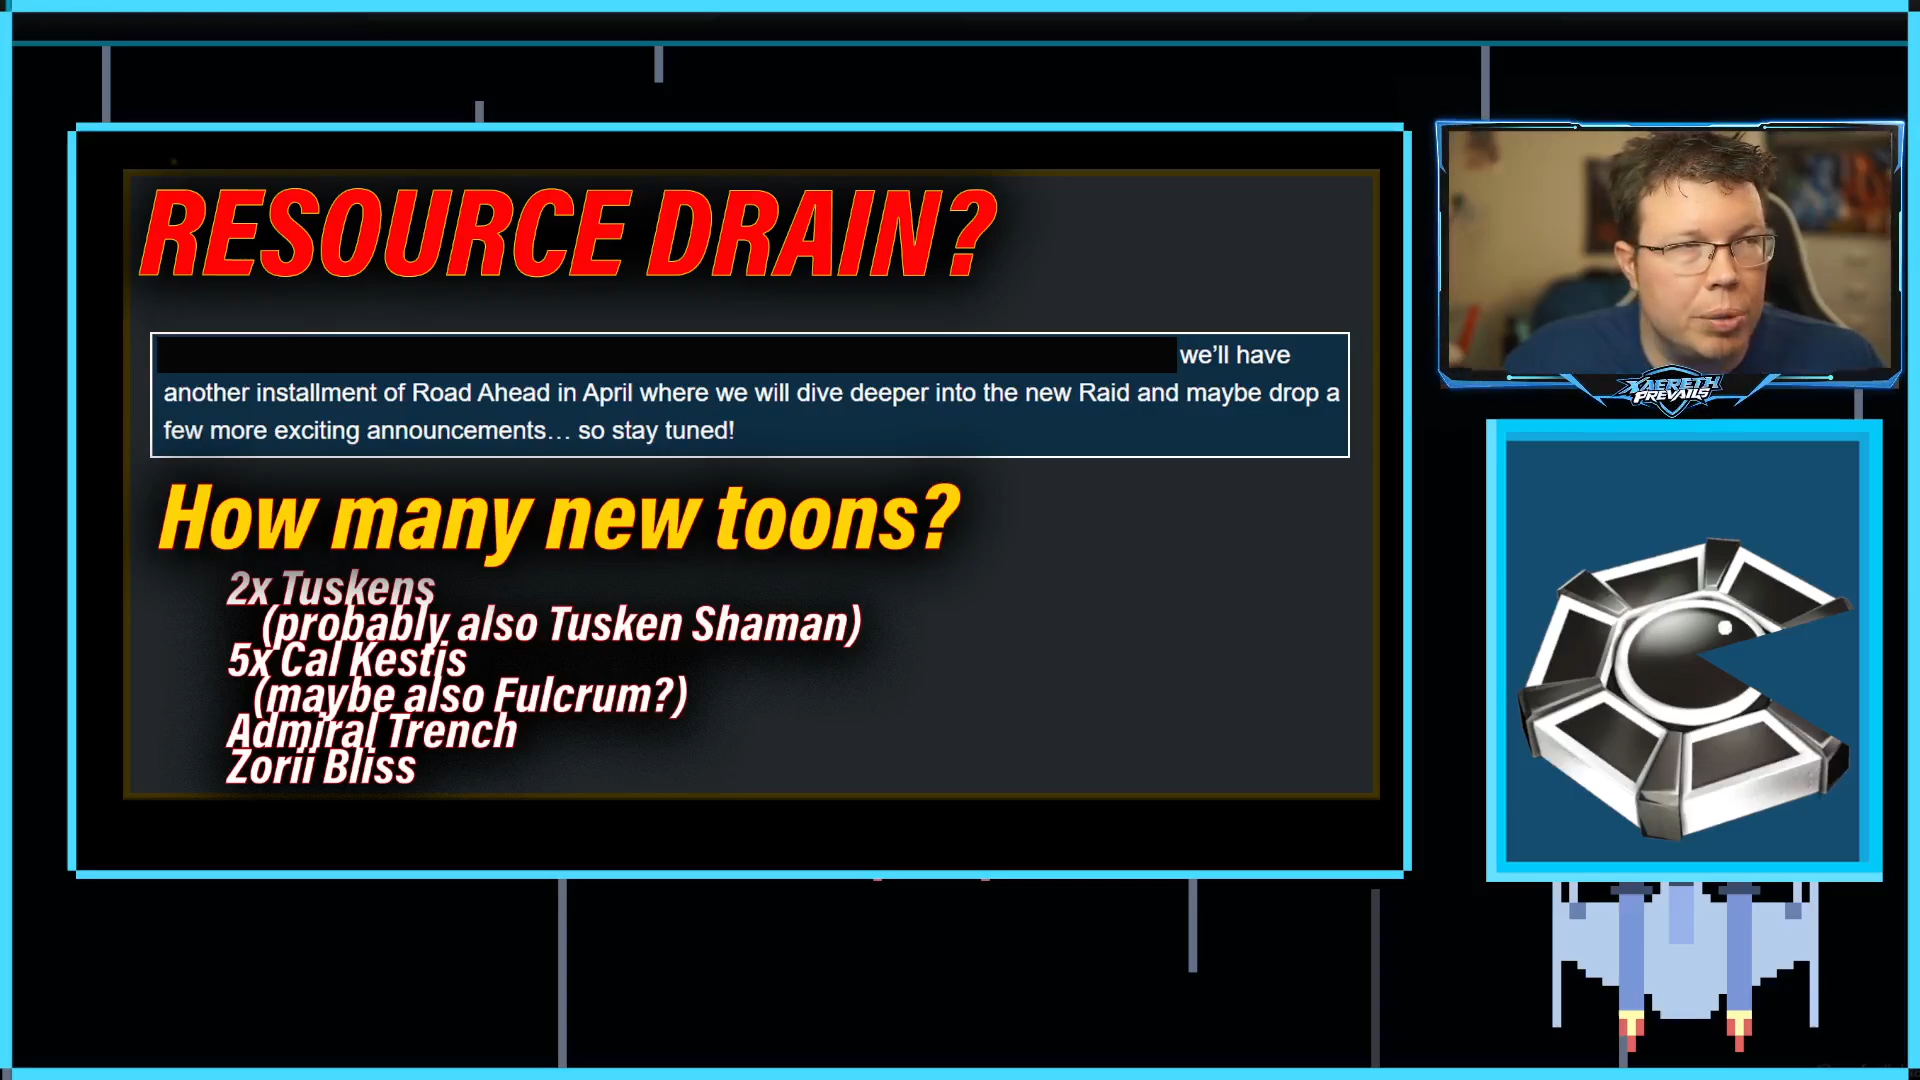 RESOURCE DRAIN?
we'll have
another installment of Road Ahead in April where we will dive deeper into the new Raid and maybe drop a
few more exciting announcements… so stay tuned!
How many new toons?
2x Tuskens
(probably also Tusken Shaman)
5x Cal Kestis
(maybe also Fulcrum?)
Admiral Trench
Zorii Bliss
XAERETH
PREVAILS